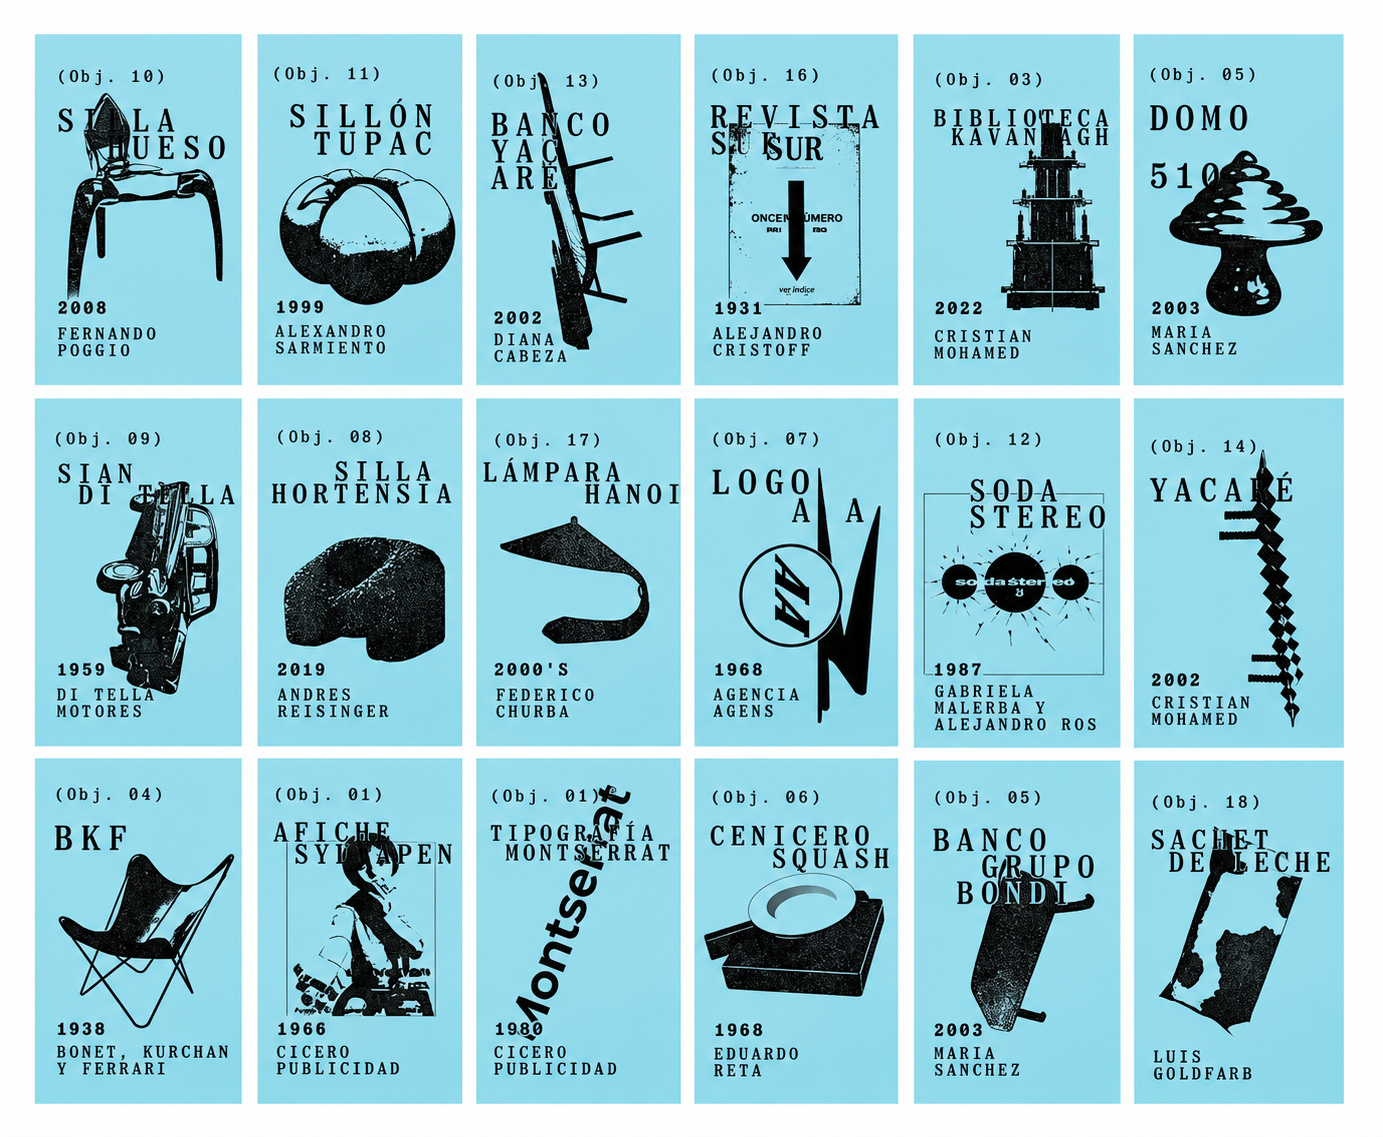 (Obj. 10)
SILLA
HUESO
2008
FERNANDO
POGGIO
(Obj. 11)
SILLÓN
TUPAC
1999
ALEXANDRO
SARMIENTO
(Obj. 13)
BANCO
YAC
ARÉ
2002
DIANA
CABEZA
(Obj. 16)
REVISTA
SUR
SUR
ONCEN NÚMERO
ver indice
1931
ALEJANDRO
CRISTOFF
(Obj. 03)
BIBLIOTECA
KAVANAGH
2022
CRISTIAN
MOHAMED
(Obj. 05)
DOMO
510
2003
MARIA
SANCHEZ
(Obj. 09)
SIAN
DI TELLA
1959
DI TELLA
MOTORES
(Obj. 08)
SILLA
HORTENSIA
2019
ANDRES
REISINGER
(Obj. 17)
LÁMPARA
HANOI
2000'S
FEDERICO
CHURBA
(Obj. 07)
LOGO
A A
AA
1968
AGENCIA
AGENS
(Obj. 12)
SODA
STEREO
soda stereo
1987
GABRIELA
MALERBA Y
ALEJANDRO ROS
(Obj. 14)
YACARÉ
2002
CRISTIAN
MOHAMED
(Obj. 04)
BKF
1938
BONET, KURCHAN
Y FERRARI
(Obj. 01)
AFICHE
SYLVAPEN
1966
CICERO
PUBLICIDAD
(Obj. 01)
TIPOGRAFÍA
MONTSERRAT
Montserrat
1980
CICERO
PUBLICIDAD
(Obj. 06)
CENICERO
SQUASH
1968
EDUARDO
RETA
(Obj. 05)
BANCO
GRUPO
BONDI
2003
MARIA
SANCHEZ
(Obj. 18)
SACHET
DE LECHE
LUIS
GOLDFARB